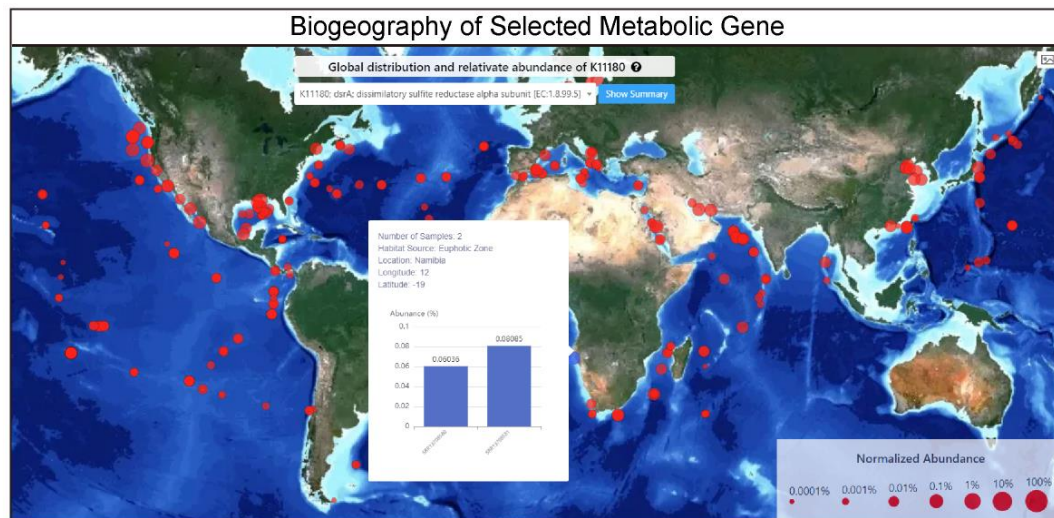 Biogeography of Selected Metabolic Gene
Global distribution and relativate abundance of K11180 ?
K11180: dsrA; dissimilatory sulfite reductase alpha subunit [EC:1.8.99.5] Show Summary
Number of Samples: 2
Habitat Source: Euphotic Zone
Location: Namibia
Longitude: 12
Latitude: -19
Abunance (%)
0.1
0.08
0.06
0.04
0.02
0
0.06036
0.08085
Normalized Abundance
0.0001% 0.001% 0.01% 0.1% 1% 10% 100%